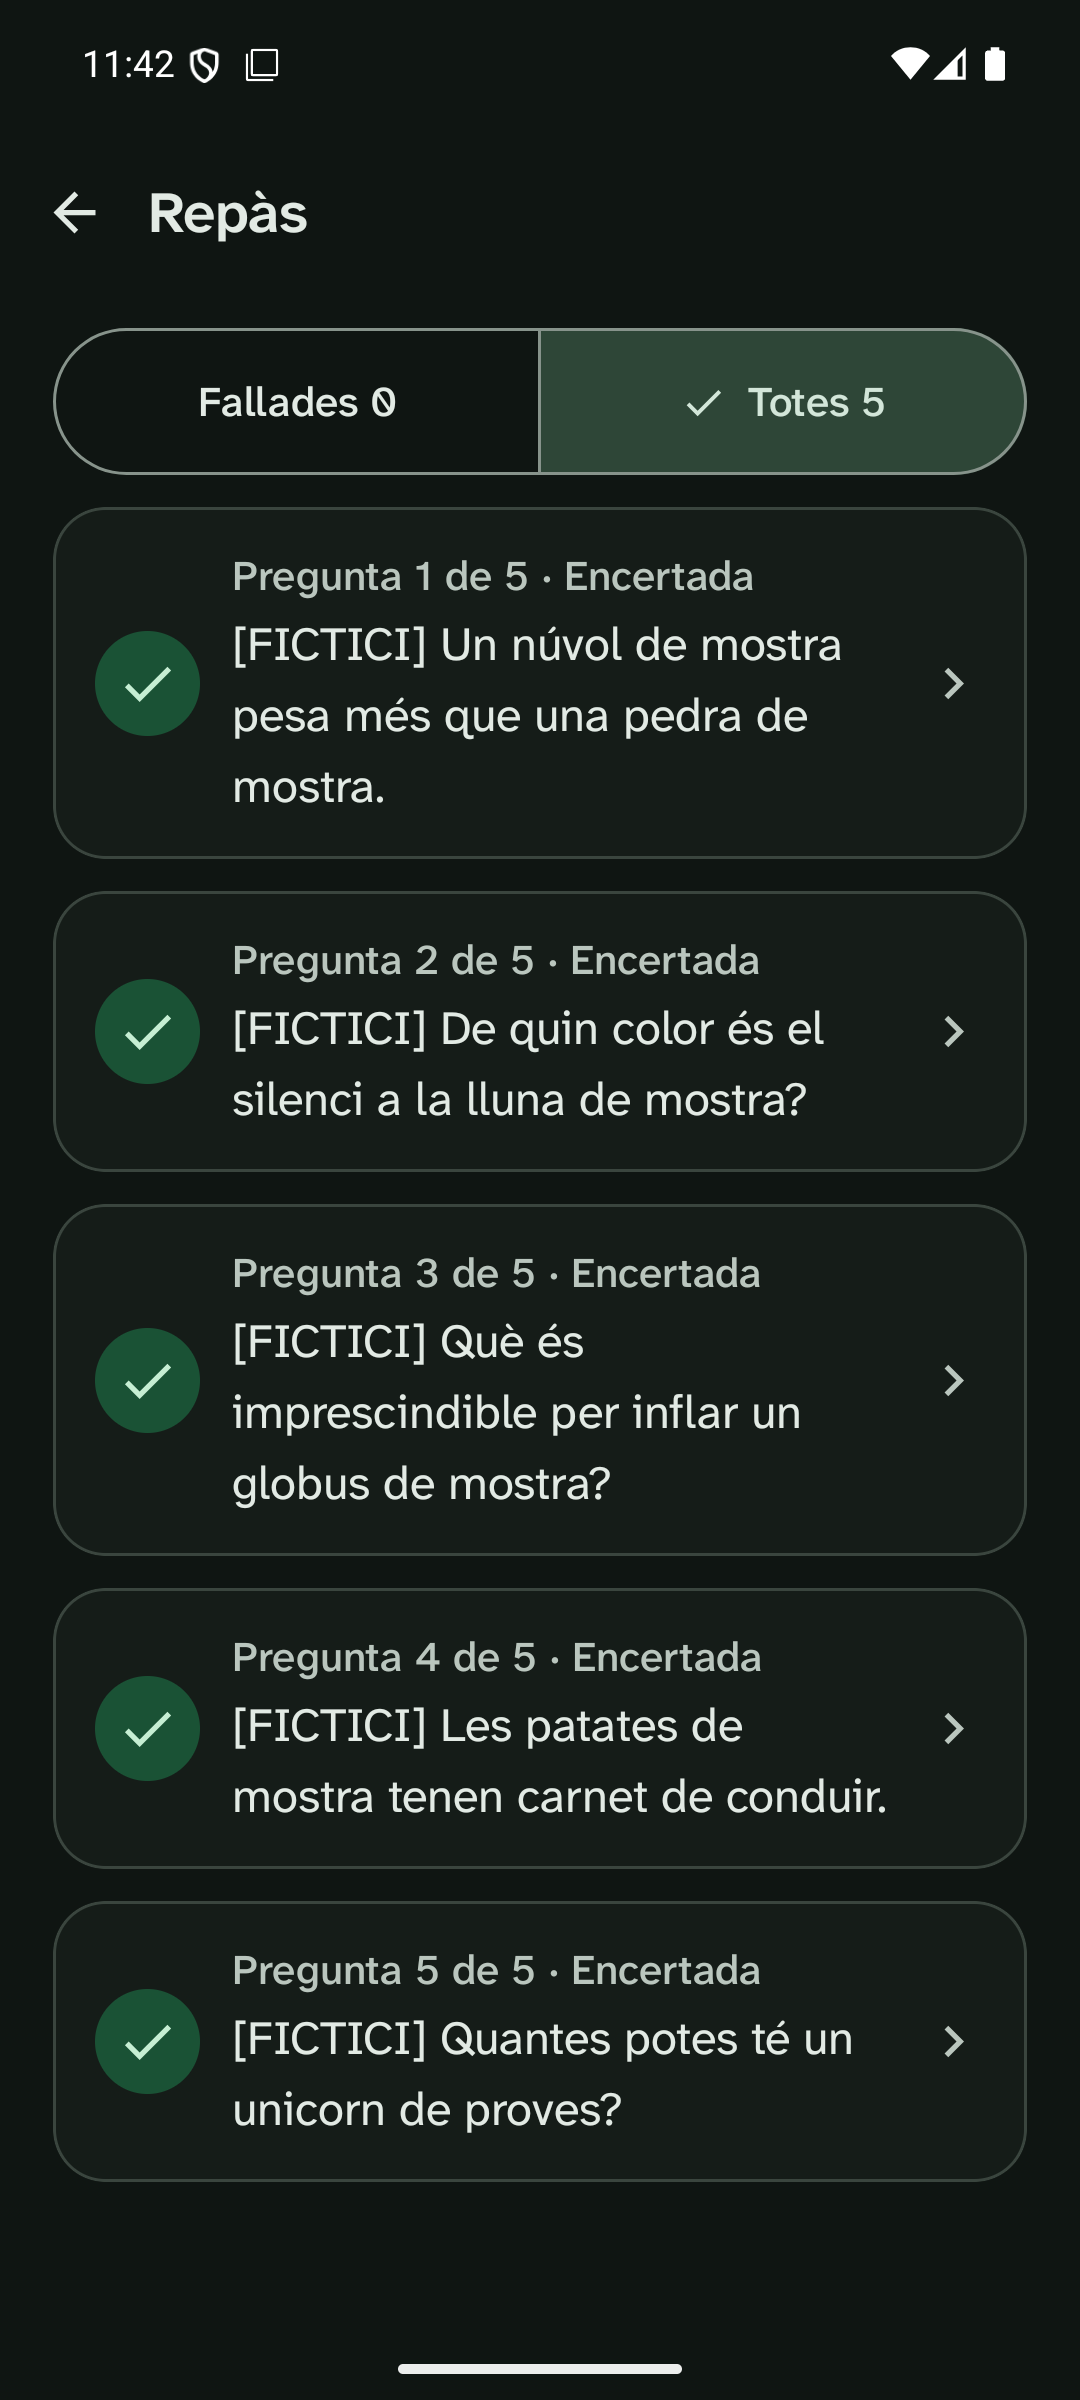 11:42
Repàs
Fallades 0
Totes 5
Pregunta 1 de 5 · Encertada
[FICTICI] Un núvol de mostra
pesa més que una pedra de
mostra.
Pregunta 2 de 5 · Encertada
[FICTICI] De quin color és el
silenci a la lluna de mostra?
Pregunta 3 de 5 · Encertada
[FICTICI] Què és
imprescindible per inflar un
globus de mostra?
Pregunta 4 de 5 · Encertada
[FICTICI] Les patates de
mostra tenen carnet de conduir.
Pregunta 5 de 5 · Encertada
[FICTICI] Quantes potes té un
unicorn de proves?